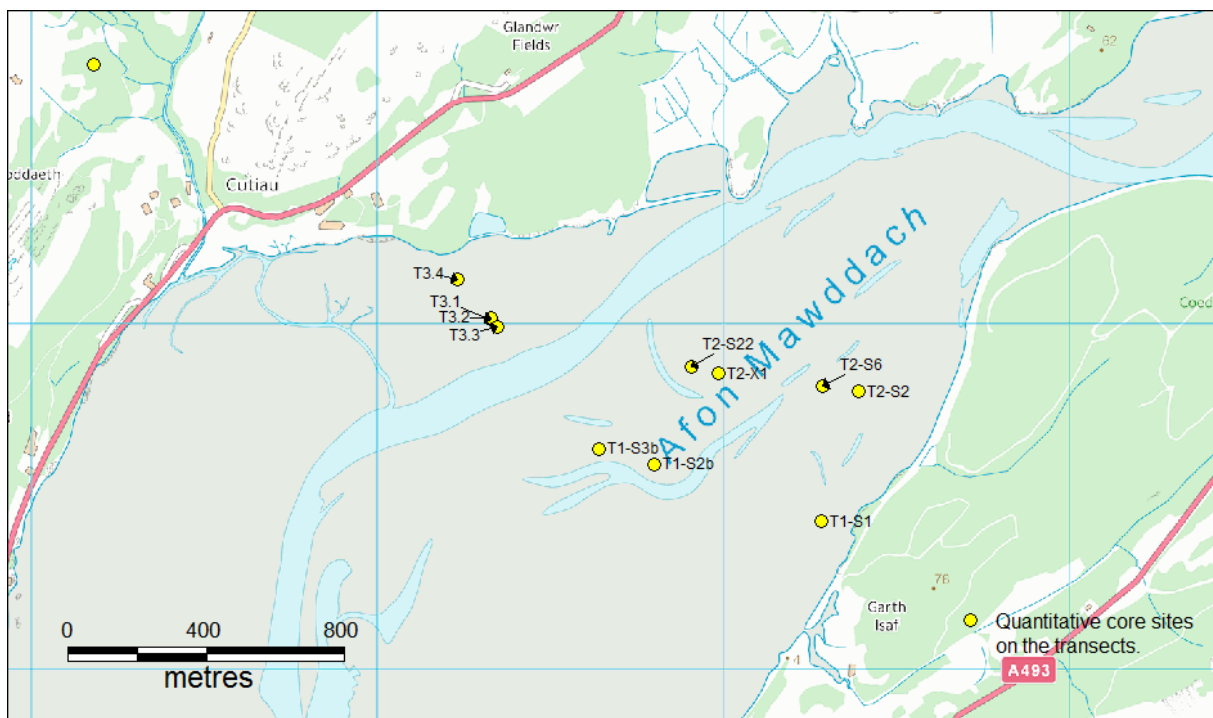 Glandwr
Fields
62
oddaeth
Cutiau
Coed
T3.4
T3.1
T3.2
T3.3
T2-S22
T2-X1
T2-S6
T2-S2
Afon Mawddach
T1-S3b
T1-S2b
T1-S1
76
Garth
Isaf
4
0 400 800
metres
Quantitative core sites
on the transects.
A493